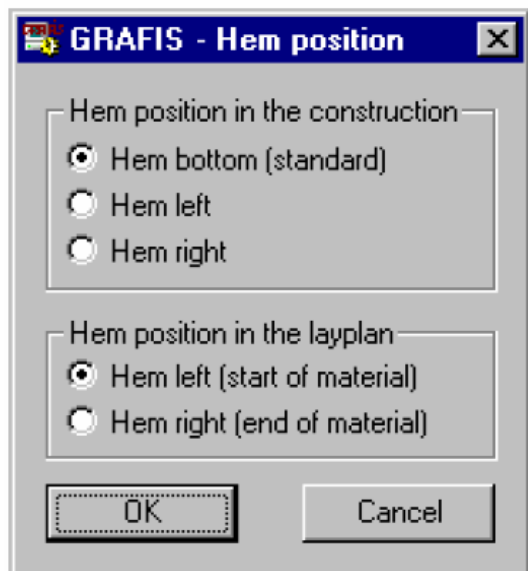 GRAFIS - Hem position
Hem position in the construction
Hem bottom (standard)
Hem left
Hem right
Hem position in the layplan
Hem left (start of material)
Hem right (end of material)
OK
Cancel